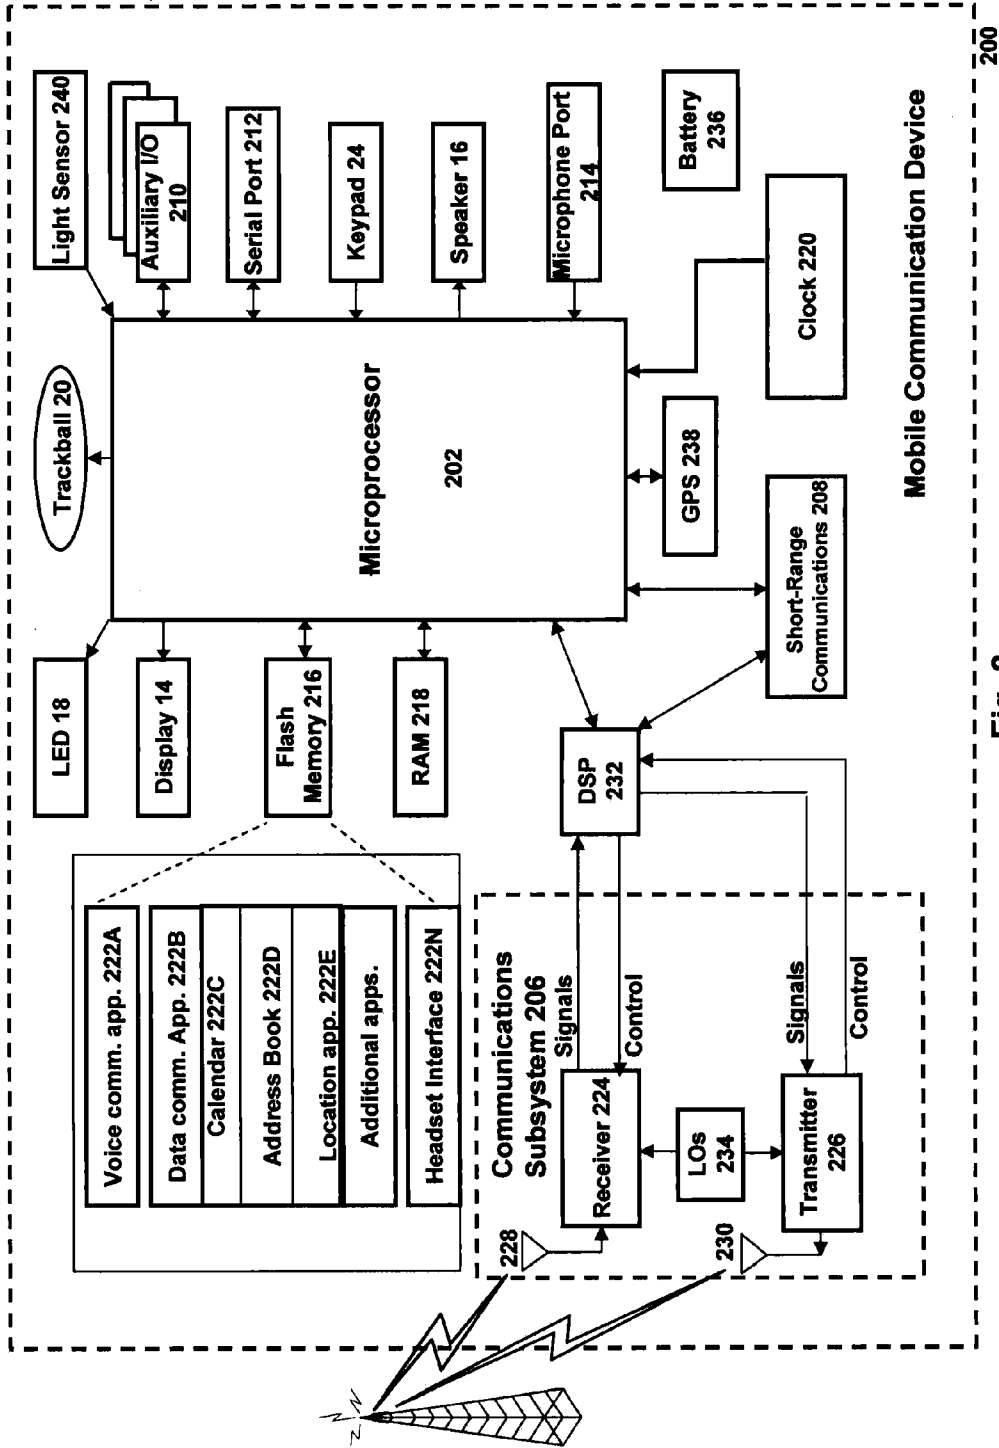 Trackball 20
Light Sensor 240
LED 18
Display 14
Auxiliary I/O
210
Voice comm. app. 222A
Data comm. App. 222B
Calendar 222C
Address Book 222D
Location app. 222E
Additional apps.
Headset Interface 222N
Flash
Memory 216
RAM 218
Microprocessor
202
Serial Port 212
Keypad 24
Speaker 16
Microphone Port
214
Communications
Subsystem 206
Signals
Control
228
Receiver 224
DSP
232
LOs
234
230
Transmitter
226
Signals
Control
GPS 238
Battery
236
Short-Range
Communications 208
Clock 220
Mobile Communication Device
200